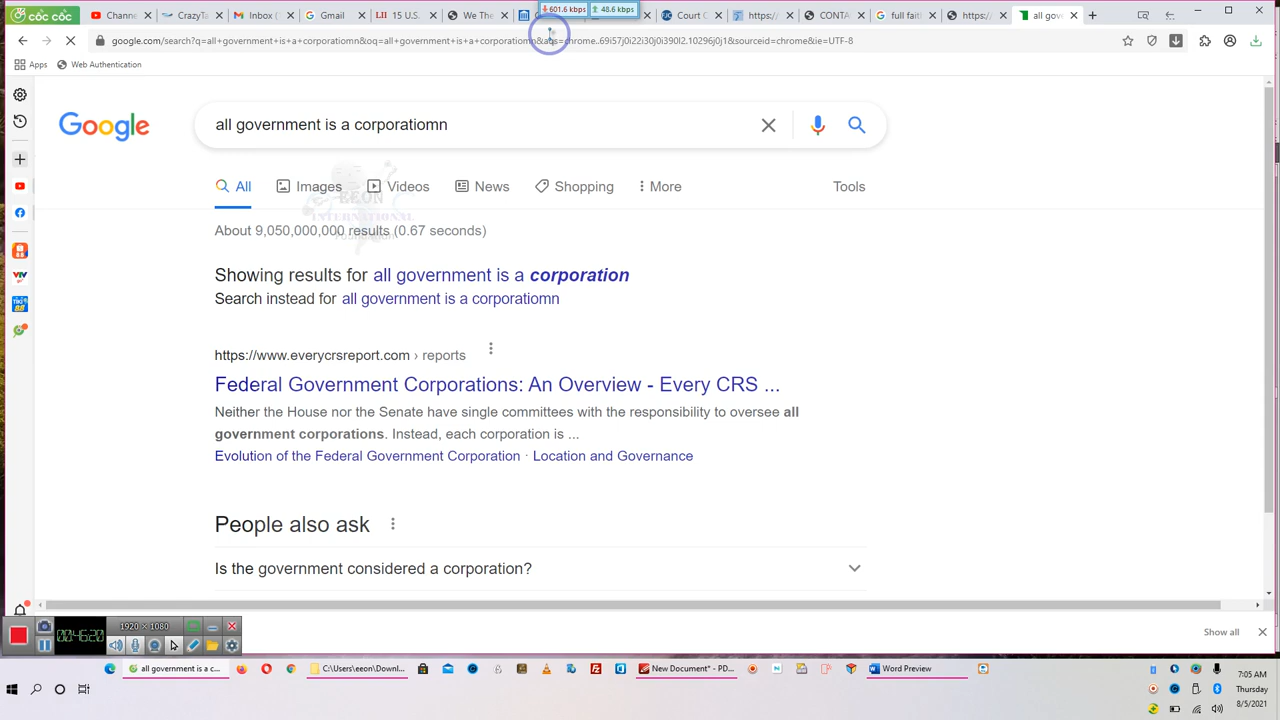 cốc cốc
Channe
CrazyTa
Inbox (
Gmail
LII 15 U.S.
We The
601.6 kbps 48.6 kbps
Court
https:/
CONTA
full faith
https:/
all gov
google.com/search?q=all+government+is+a+corporatiomn&oq=all+government+is+a+corporatiomn&aqs=chrome..69i57j0i22i30j0i390l2.10296j0j1&sourceid=chrome&ie=UTF-8
Apps Web Authentication
Google
all government is a corporatiomn
All Images Videos News Shopping More Tools
EEON
INTERNATIONAL
About 9,050,000,000 results (0.67 seconds)
Showing results for all government is a corporation
Search instead for all government is a corporatiomn
https://www.everycrsreport.com › reports
Federal Government Corporations: An Overview - Every CRS ...
Neither the House nor the Senate have single committees with the responsibility to oversee all
government corporations. Instead, each corporation is ...
Evolution of the Federal Government Corporation · Location and Governance
People also ask
Is the government considered a corporation?
00:46:20
1920 × 1080
Show all
all government is a c...
C:\Users\eeon\Downl...
New Document* - PD...
Word Preview
7:05 AM
Thursday
8/5/2021